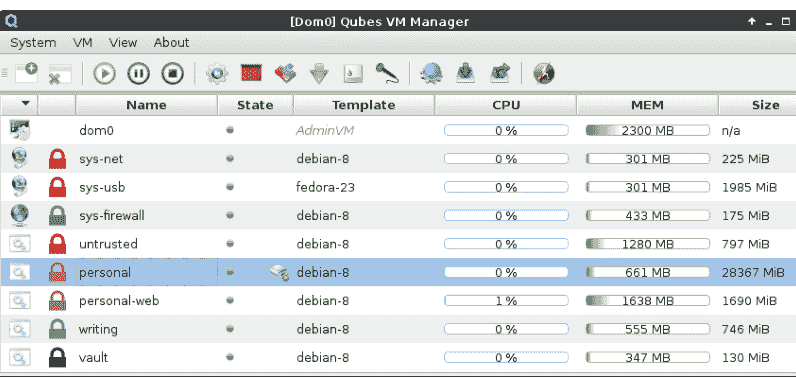 [Dom0] Qubes VM Manager
System VM View About
Name State Template CPU MEM Size
dom0 AdminVM 0 % 2300 MB n/a
sys-net debian-8 0 % 301 MB 225 MiB
sys-usb fedora-23 0 % 301 MB 1985 MiB
sys-firewall debian-8 0 % 433 MB 175 MiB
untrusted debian-8 0 % 1280 MB 797 MiB
personal debian-8 0 % 661 MB 28367 MiB
personal-web debian-8 1 % 1638 MB 1690 MiB
writing debian-8 0 % 555 MB 746 MiB
vault debian-8 0 % 347 MB 130 MiB